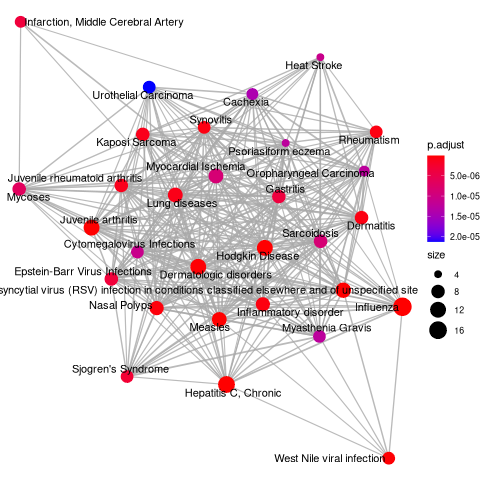 Infarction, Middle Cerebral Artery
Heat Stroke
Urothelial Carcinoma
Cachexia
Synovitis
Kaposi Sarcoma
Rheumatism
Psoriasiform eczema
Myocardial Ischemia
Oropharyngeal Carcinoma
Juvenile rheumatoid arthritis
Mycoses
Gastritis
Lung diseases
Juvenile arthritis
Dermatitis
Sarcoidosis
Cytomegalovirus Infections
Hodgkin Disease
Epstein-Barr Virus Infections
Dermatologic disorders
syncytial virus (RSV) infection in conditions classified elsewhere and of unspecified site
Nasal Polyps
Inflammatory disorder
Influenza
Measles
Myasthenia Gravis
Sjogren's Syndrome
Hepatitis C, Chronic
West Nile viral infection
p.adjust
5.0e-06
1.0e-05
1.5e-05
2.0e-05
size
4
8
12
16